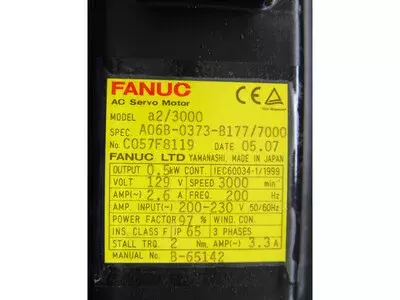 FANUC CE
AC Servo Motor
MODEL a2/3000
SPEC. A06B-0373-B177/7000
No. C057F8119 DATE 05.07
FANUC LTD YAMANASHI, MADE IN JAPAN
OUTPUT 0,5kW CONT. IEC60034-1/1999
VOLT 129 V SPEED 3000 min⁻
AMP(~) 2,6 A FREQ. 200 Hz
AMP. INPUT(~) 200-230 V 50/60Hz
POWER FACTOR 97 % WIND. CON.
INS. CLASS F IP 65 3 PHASES
STALL TRQ. 2 Nm, AMP(~) 3,3 A
MANUAL No. B-65142